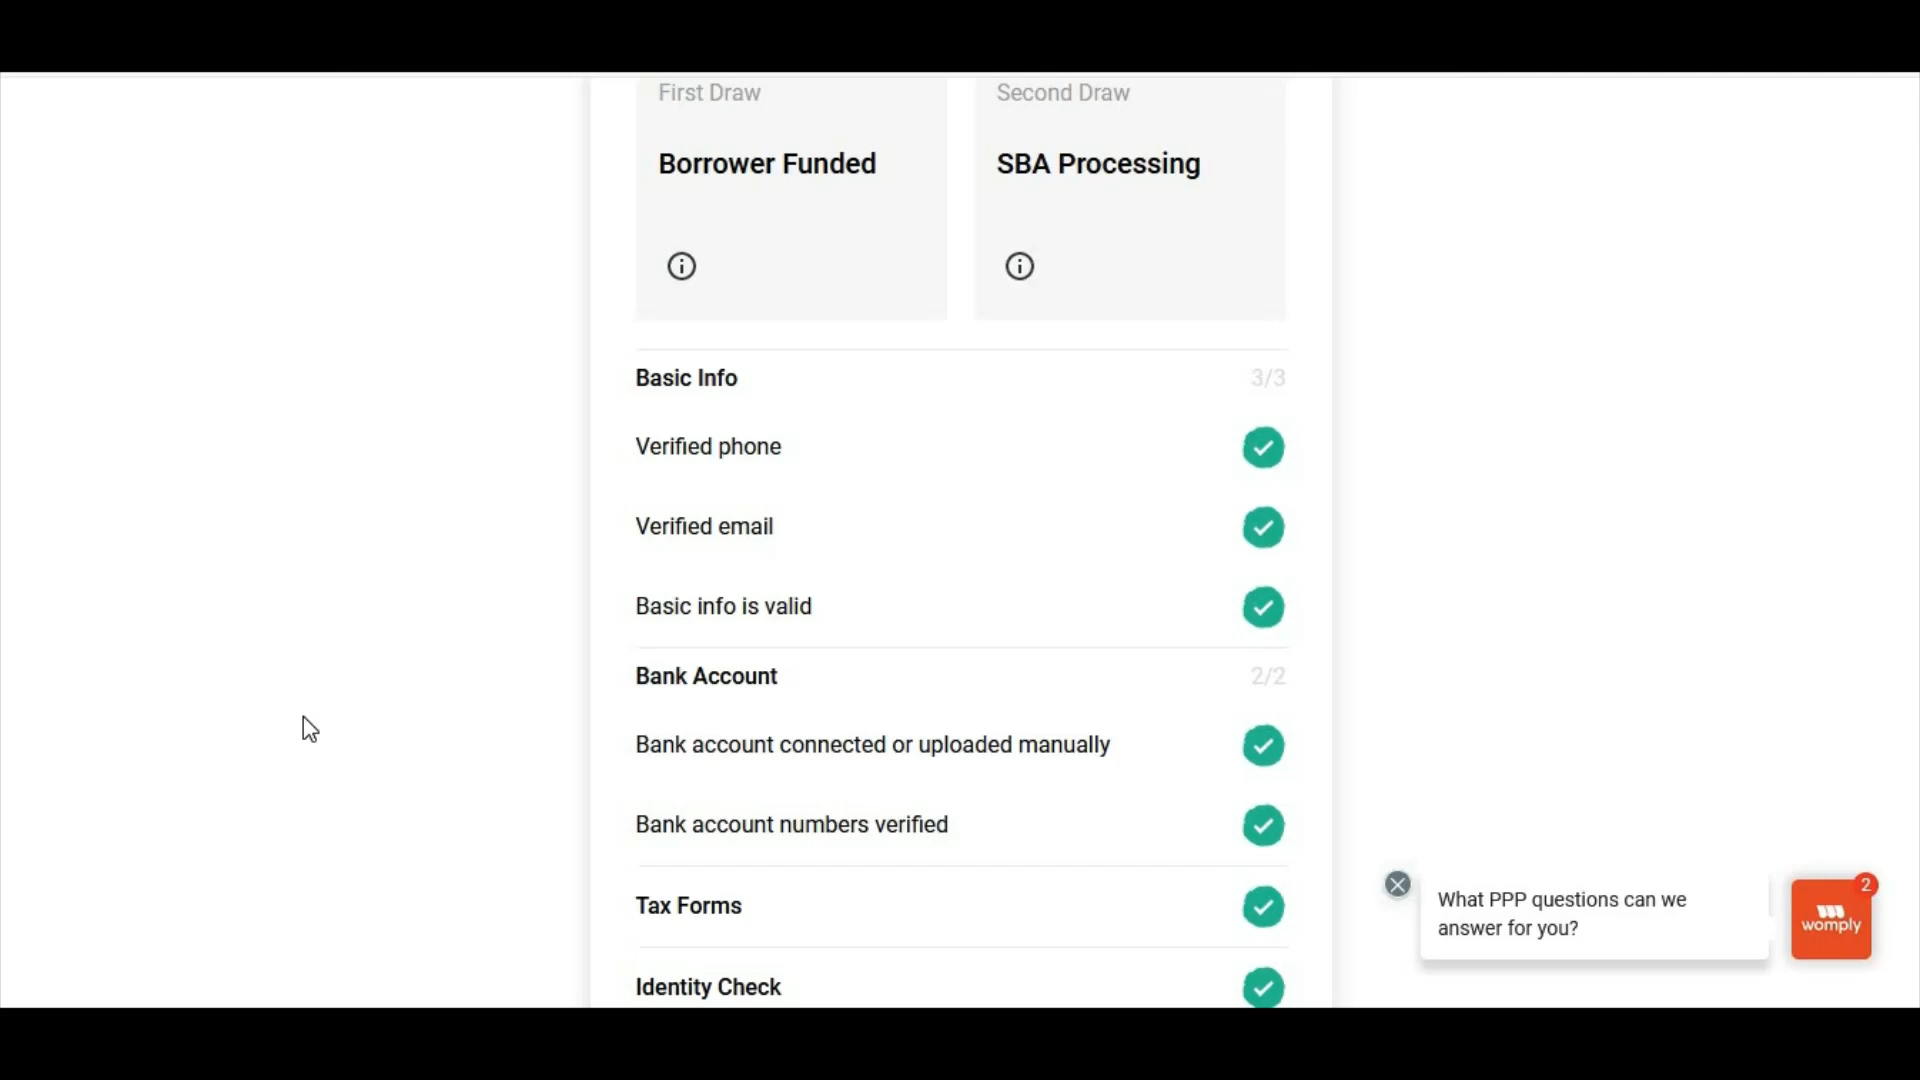 First Draw
Second Draw
Borrower Funded
SBA Processing
Basic Info
3/3
Verified phone
Verified email
Basic info is valid
Bank Account
2/2
Bank account connected or uploaded manually
Bank account numbers verified
Tax Forms
Identity Check
What PPP questions can we
answer for you?
2
womply